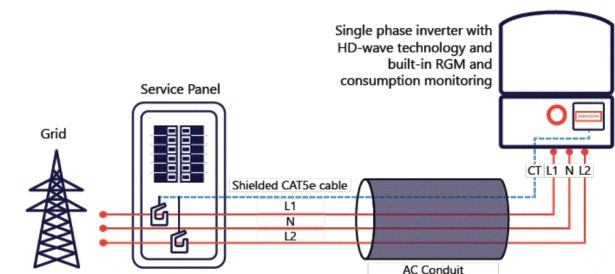 Single phase inverter with
HD-wave technology and
built-in RGM and
consumption monitoring
Service Panel
Grid
CT L1 N L2
Shielded CAT5e cable
L1
N
L2
AC Conduit